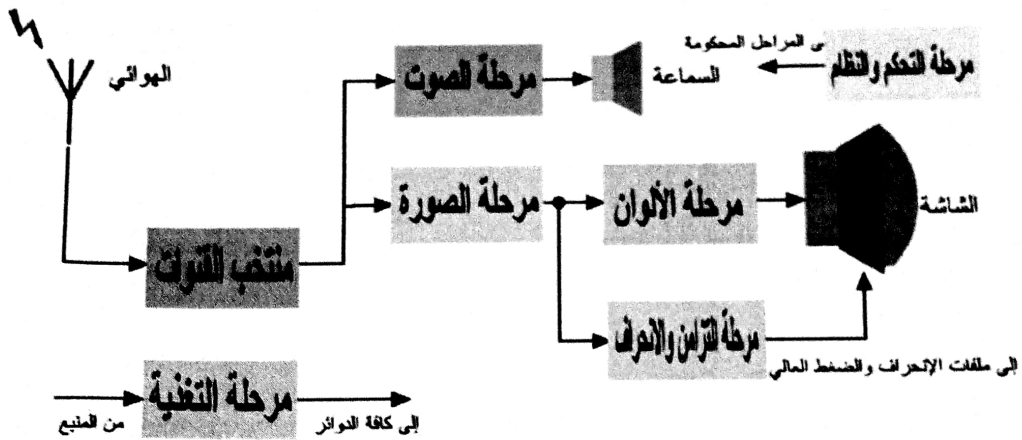 الهوائي
مرحلة الصوت
السماعة
ى المراحل المحكومة
مرحلة التحكم والنظام
مرحلة الصورة
مرحلة الألوان
الشاشة
منتخب القنوات
مرحلة التزامن والانحراف
إلى ملفات الإنحراف والضغط العالي
من المنبع
مرحلة التغذية
إلى كافة الدوائر